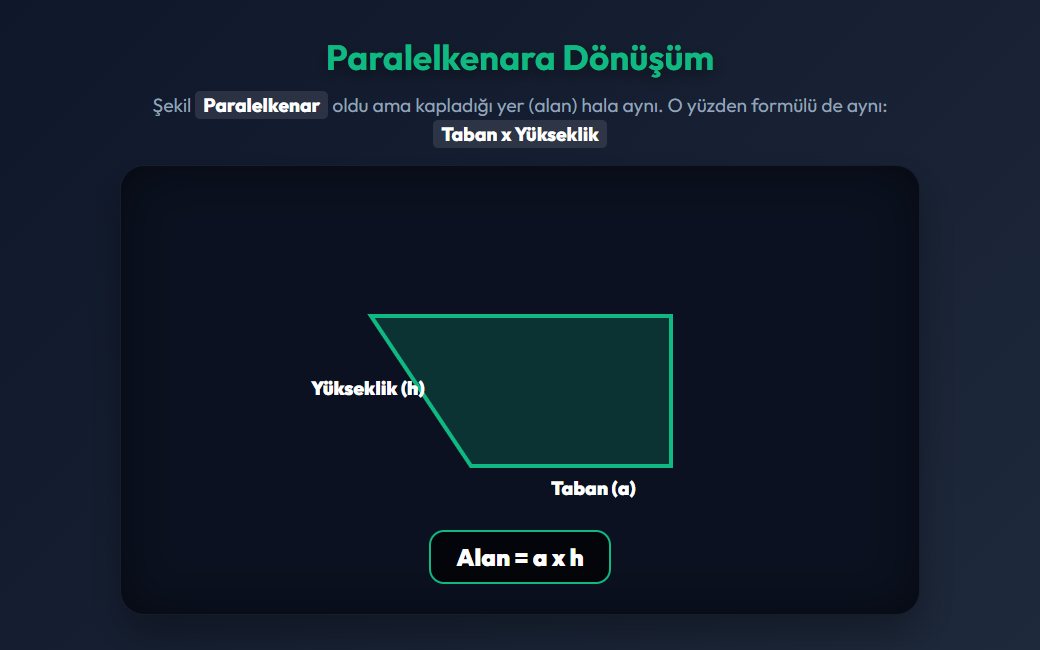 Paralelkenara Dönüşüm
Şekil Paralelkenar oldu ama kapladığı yer (alan) hala aynı. O yüzden formülü de aynı:
Taban x Yükseklik
Yükseklik (h)
Taban (a)
Alan = a x h